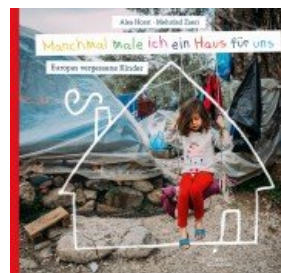 Alea Horst · Mehrdad Zaeri
Manchmal male ich ein Haus für uns
Europas vergessene Kinder